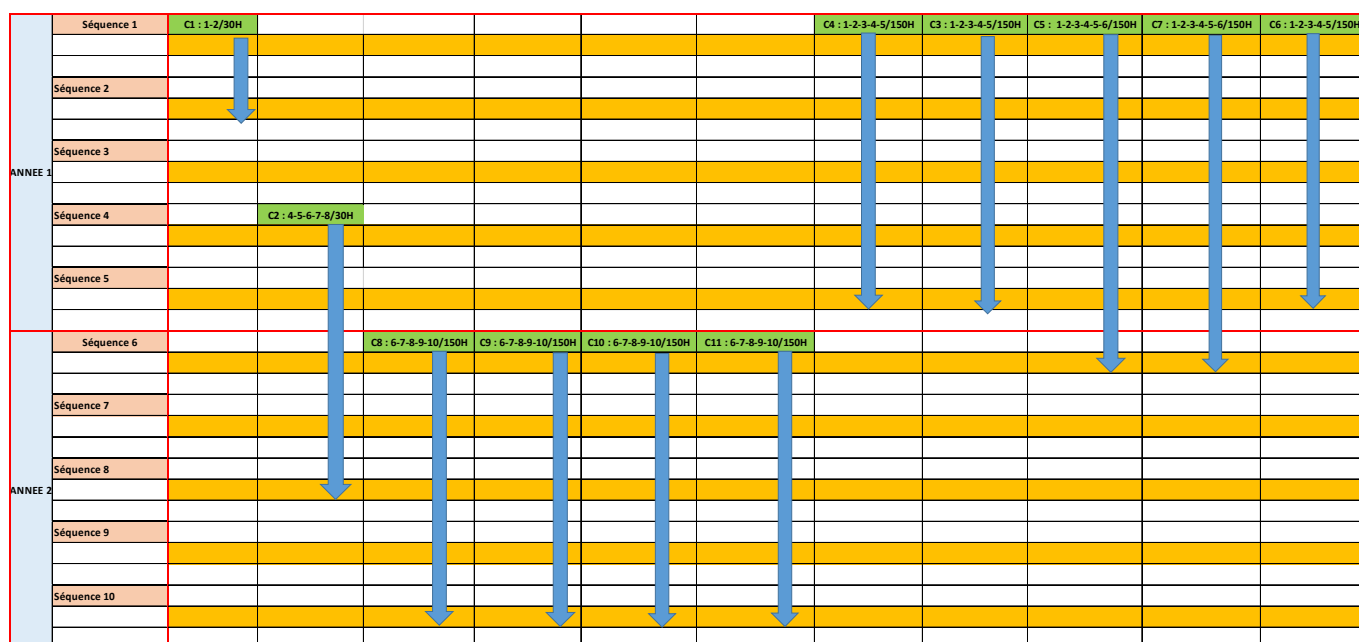 Séquence 1 C1 : 1-2/30H C4 : 1-2-3-4-5/150H C3 : 1-2-3-4-5/150H C5 : 1-2-3-4-5-6/150H C7 : 1-2-3-4-5-6/150H C6 : 1-2-3-4-5/150H
Séquence 2
Séquence 3
ANNEE 1
Séquence 4 C2 : 4-5-6-7-8/30H
Séquence 5
Séquence 6 C8 : 6-7-8-9-10/150H C9 : 6-7-8-9-10/150H C10 : 6-7-8-9-10/150H C11 : 6-7-8-9-10/150H
Séquence 7
Séquence 8
ANNEE 2
Séquence 9
Séquence 10